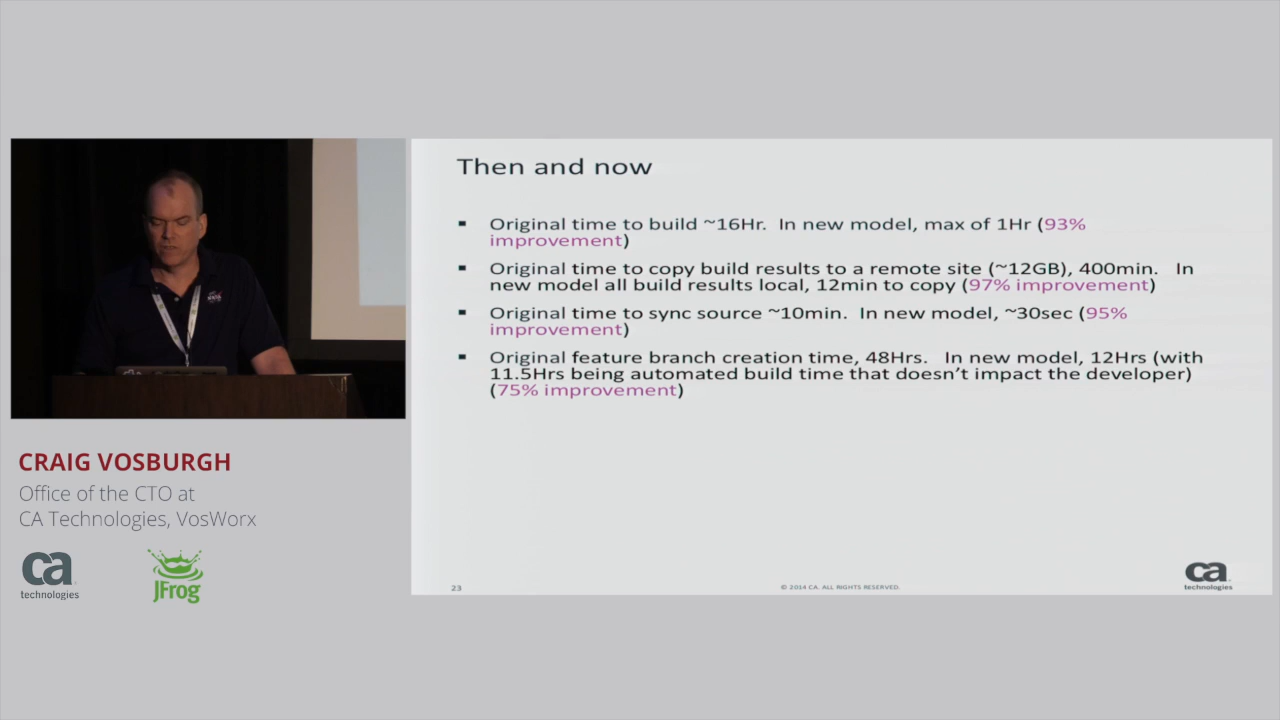 Then and now
▪ Original time to build ~16Hr. In new model, max of 1Hr (93%
improvement)
▪ Original time to copy build results to a remote site (~12GB), 400min. In
new model all build results local, 12min to copy (97% improvement)
▪ Original time to sync source ~10min. In new model, ~30sec (95%
improvement)
▪ Original feature branch creation time, 48Hrs. In new model, 12Hrs (with
11.5Hrs being automated build time that doesn't impact the developer)
(75% improvement)
23
© 2014 CA. ALL RIGHTS RESERVED.
ca
technologies
CRAIG VOSBURGH
Office of the CTO at
CA Technologies, VosWorx
ca
technologies
JFrog